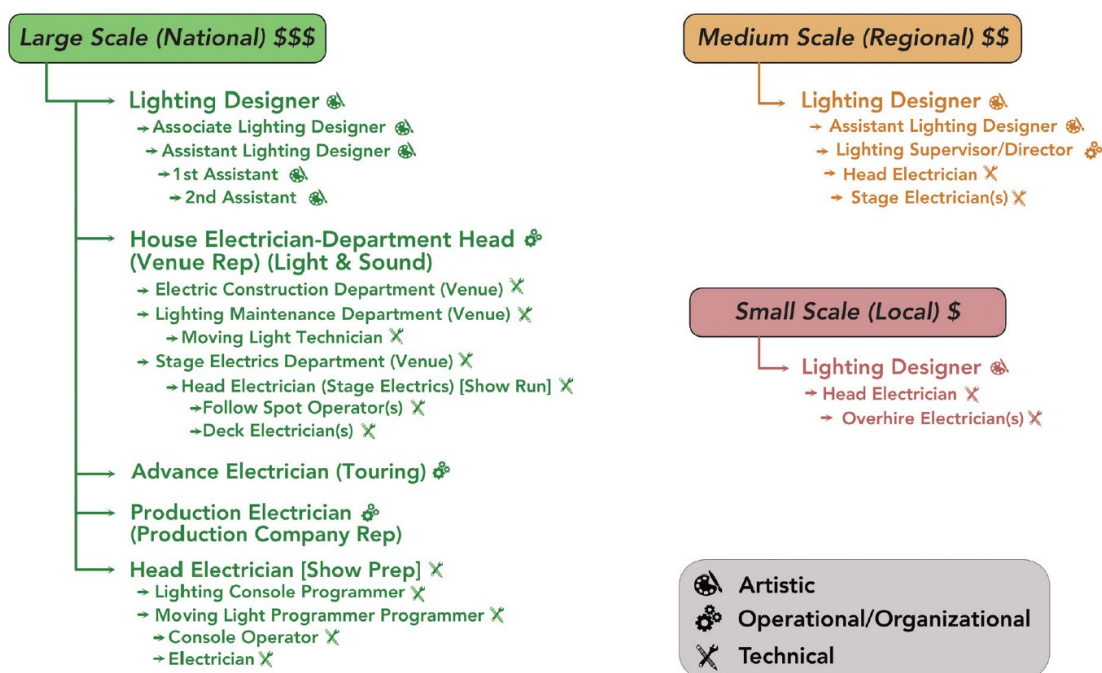 Large Scale (National) $$$
Lighting Designer
Associate Lighting Designer
Assistant Lighting Designer
1st Assistant
2nd Assistant
House Electrician-Department Head
(Venue Rep) (Light & Sound)
Electric Construction Department (Venue)
Lighting Maintenance Department (Venue)
Moving Light Technician
Stage Electrics Department (Venue)
Head Electrician (Stage Electrics) [Show Run]
Follow Spot Operator(s)
Deck Electrician(s)
Advance Electrician (Touring)
Production Electrician
(Production Company Rep)
Head Electrician [Show Prep]
Lighting Console Programmer
Moving Light Programmer Programmer
Console Operator
Electrician
Medium Scale (Regional) $$
Lighting Designer
Assistant Lighting Designer
Lighting Supervisor/Director
Head Electrician
Stage Electrician(s)
Small Scale (Local) $
Lighting Designer
Head Electrician
Overhire Electrician(s)
Artistic
Operational/Organizational
Technical